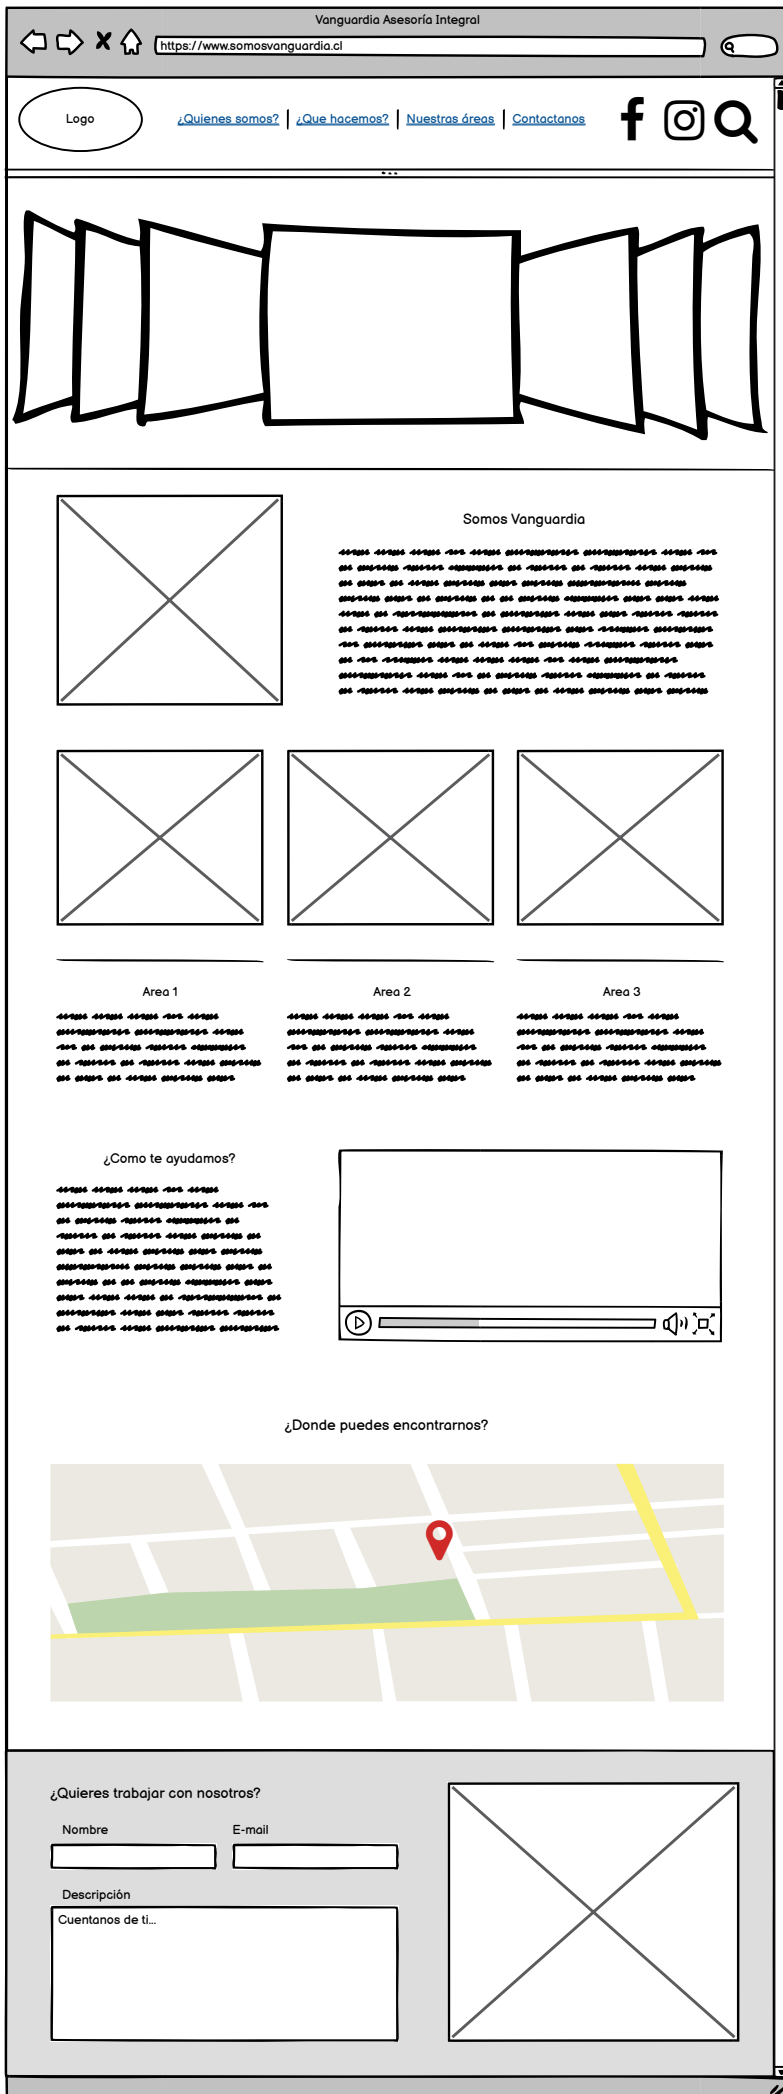 Vanguardia Asesoría Integral
https://www.somosvanguardia.cl
Logo
¿Quienes somos? | ¿Que hacemos? | Nuestras áreas | Contactanos
Somos Vanguardia
Area 1
Area 2
Area 3
¿Como te ayudamos?
¿Donde puedes encontrarnos?
¿Quieres trabajar con nosotros?
Nombre
E-mail
Descripción
Cuentanos de ti...